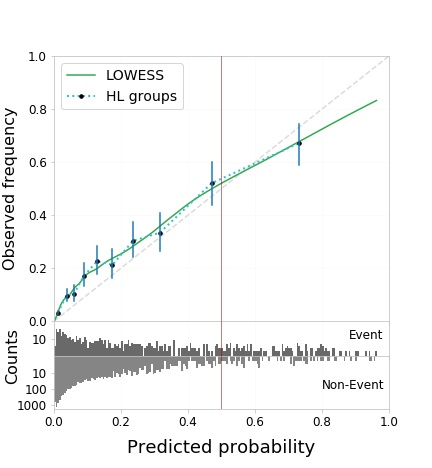 1.0
LOWESS
HL groups
0.8
0.6
0.4
0.2
0.0
Observed frequency
10
Event
10
100
1000
Non-Event
Counts
0.0 0.2 0.4 0.6 0.8 1.0
Predicted probability